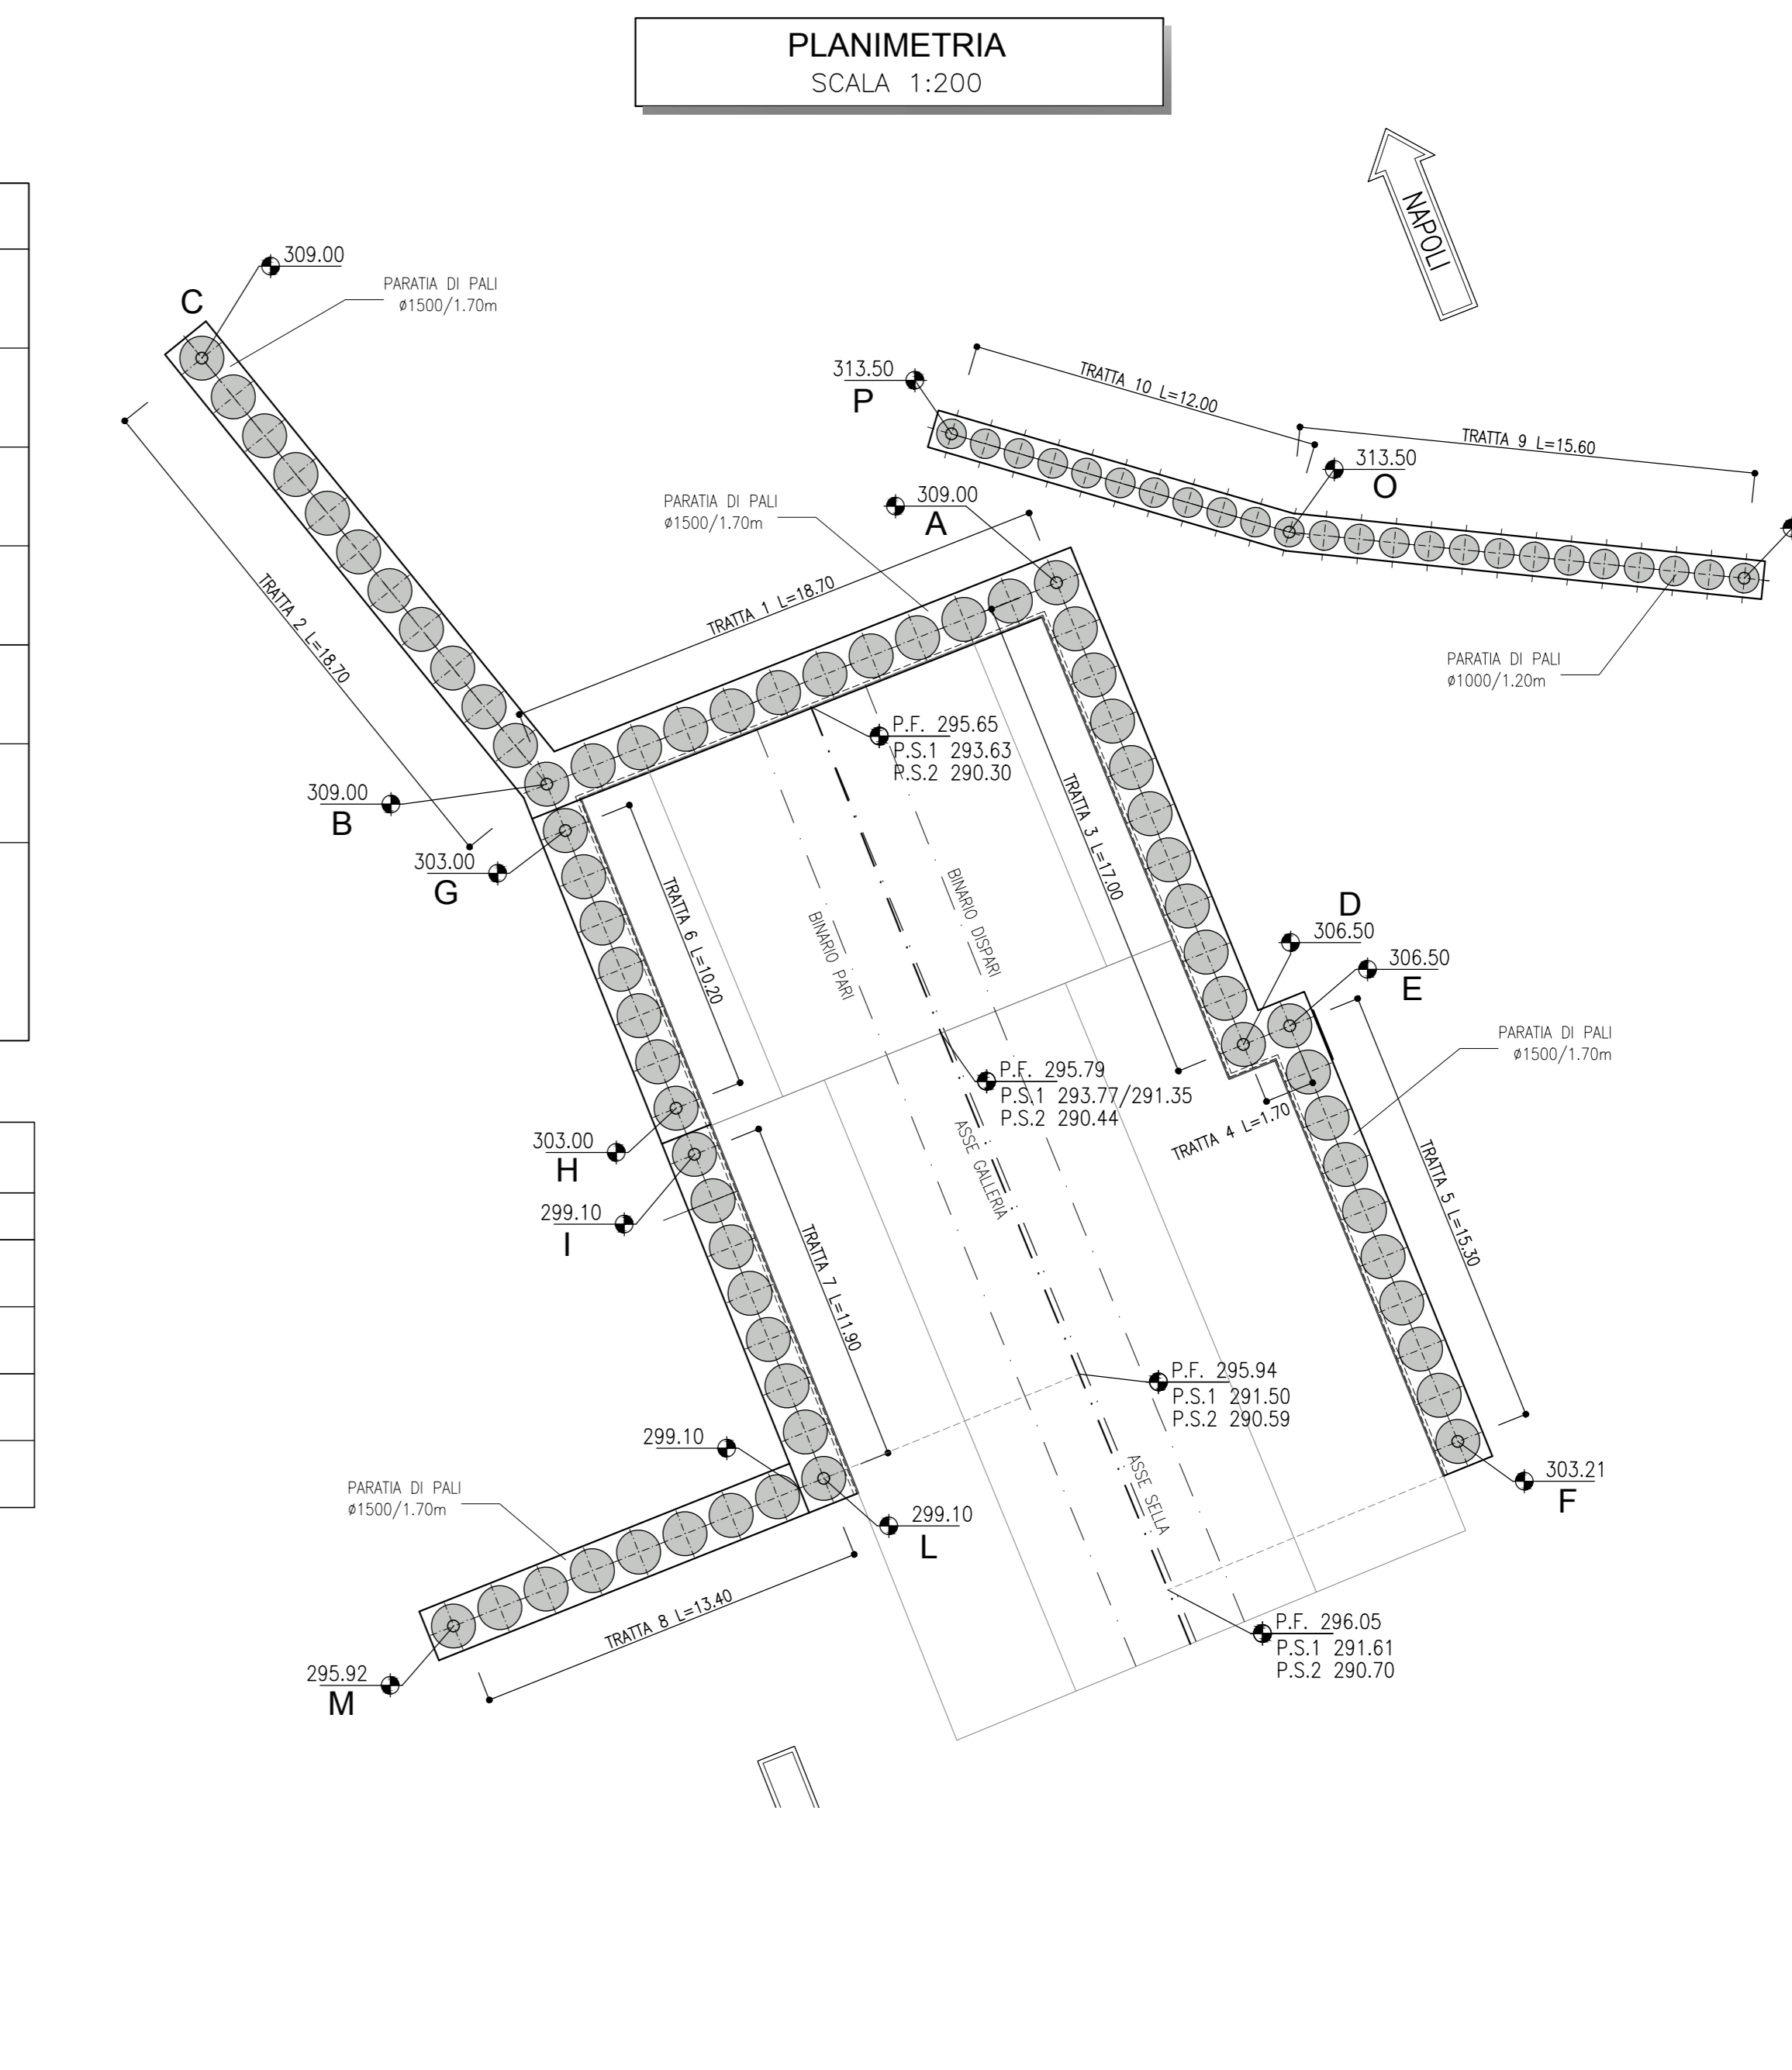 PLANIMETRIA
SCALA 1:200
NAPOLI
309.00
C
PARATIA DI PALI
ø1500/1.70m
TRATTA 2 L=18.70
313.50
P
TRATTA 10 L=12.00
TRATTA 9 L=15.60
313.50
O
PARATIA DI PALI
ø1500/1.70m
309.00
A
TRATTA 1 L=18.70
PARATIA DI PALI
ø1000/1.20m
P.F. 295.65
P.S.1 293.63
P.S.2 290.30
309.00
B
303.00
G
TRATTA 3 L=17.00
TRATTA 6 L=10.20
BINARIO PARI
BINARIO DISPARI
D
306.50
306.50
E
PARATIA DI PALI
ø1500/1.70m
P.F. 295.79
P.S.1 293.77/291.35
P.S.2 290.44
TRATTA 4 L=1.70
TRATTA 5 L=15.30
303.00
H
ASSE GALLERIA
299.10
I
TRATTA 7 L=11.90
P.F. 295.94
P.S.1 291.50
P.S.2 290.59
299.10
ASSE SELLA
303.21
F
PARATIA DI PALI
ø1500/1.70m
299.10
L
TRATTA 8 L=13.40
P.F. 296.05
P.S.1 291.61
P.S.2 290.70
295.92
M